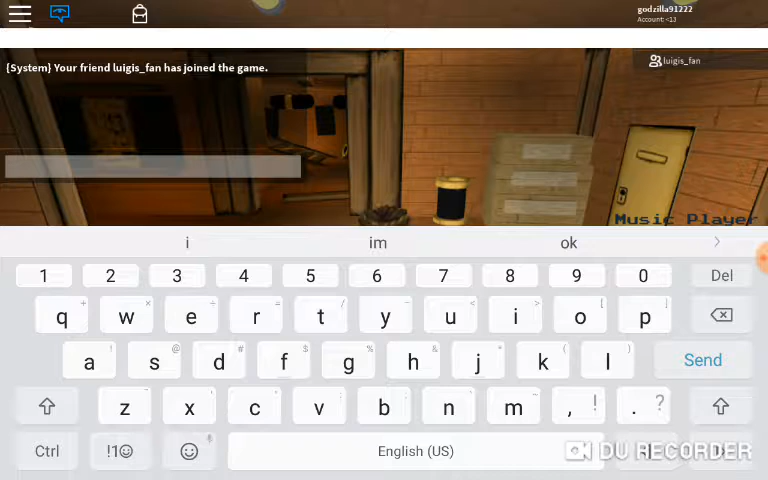 godzilla91222
Account: <13
{System} Your friend luigis_fan has joined the game.
luigis_fan
Music Player
i im ok >
1 2 3 4 5 6 7 8 9 0 Del
q w e r t y u i o p
a s d f g h j k l Send
z x c v b n m , ! . ?
Ctrl !1☺ English (US)
DU RECORDER